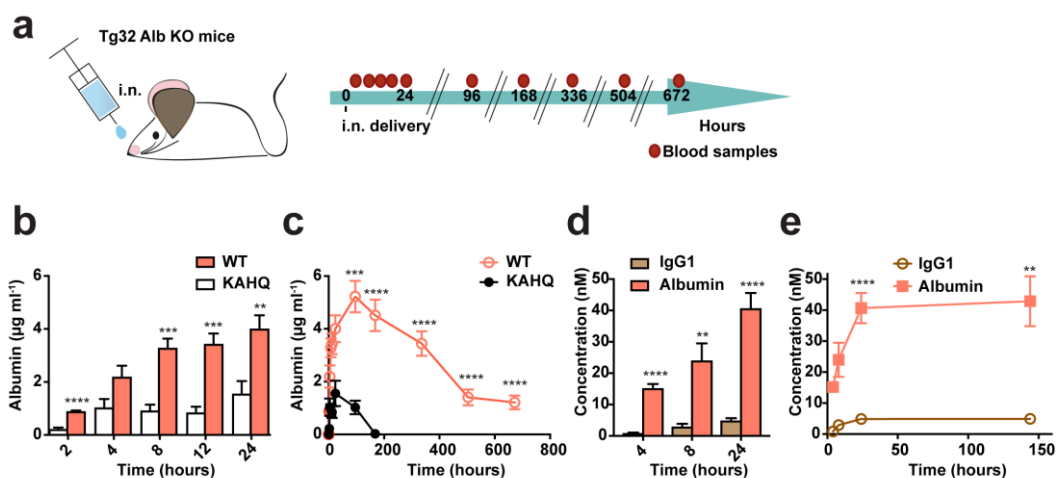 a
Tg32 Alb KO mice
i.n.
0 24 96 168 336 504 672
i.n. delivery
Hours
Blood samples
b
WT
KAHQ
Albumin (µg ml⁻¹)
6
4
2
0
****
***
***
**
2 4 8 12 24
Time (hours)
c
WT
KAHQ
Albumin (µg ml⁻¹)
6
4
2
0
***
****
****
****
****
0 200 400 600 800
Time (hours)
d
IgG1
Albumin
Concentration (nM)
50
40
30
20
10
0
****
**
****
4 8 24
Time (hours)
e
IgG1
Albumin
Concentration (nM)
50
40
30
20
10
0
****
**
0 50 100 150
Time (hours)